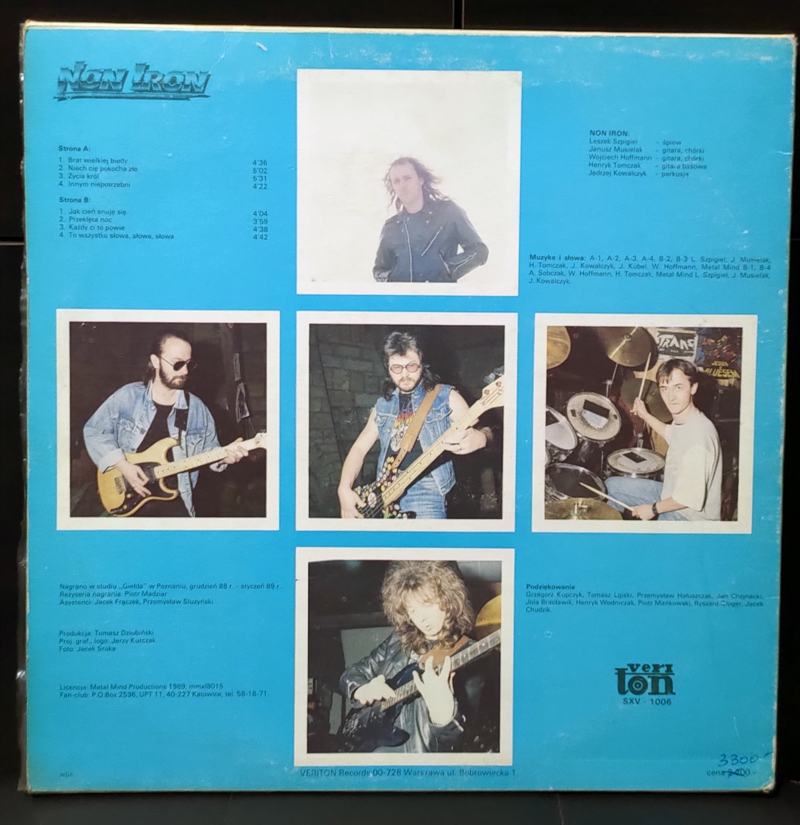 NON IRON
Strona A:
1. Brat wielkiej biedy 4'36
2. Niech cię pokocha zło 5'02
3. Życia król 5'31
4. Innym niepotrzebni 4'22
Strona B:
1. Jak cień snuję się 4'04
2. Przeklęta noc 3'59
3. Każdy ci to powie 4'38
4. To wszystko słowa, słowa, słowa 4'42
NON IRON:
Leszek Szpigiel - śpiew
Janusz Musielak - gitara, chórki
Wojciech Hoffmann - gitara, chórki
Henryk Tomczak - gitara basowa
Jędrzej Kowalczyk - perkusja
Muzyka i słowa: A-1, A-2, A-3, A-4, B-2, B-3 L. Szpigiel, J. Musielak,
H. Tomczak, J. Kowalczyk, J. Kubel, W. Hoffmann, Metal Mind B-1, B-4
A. Sobczak, W. Hoffmann, H. Tomczak, Metal Mind L. Szpigiel, J. Musielak,
J. Kowalczyk.
TRANS
Nagrano w studiu „Giełda" w Poznaniu, grudzień 88 r. - styczeń 89 r.
Reżyseria nagrania: Piotr Madziar
Asystenci: Jacek Frączek, Przemysław Ślużyński
Produkcja: Tomasz Dziubiński
Proj. graf., logo: Jerzy Kurczak
Foto: Jacek Sroka
Licencja: Metal Mind Productions 1989; mmxl8015
Fan-club: P.O.Box 2596, UPT 11, 40-227 Katowice, tel. 58-18-71
Podziękowania
Grzegorz Kupczyk, Tomasz Lipski, Przemysław Hałuszczak, Jan Chojnacki,
Jola Bracławik, Henryk Wodniczak, Piotr Mańkowski, Ryszard Gloger, Jacek
Chudzik.
veri
ton
SXV - 1006
VERITON Records 00-728 Warszawa ul. Bobrowiecka 1
3300-
cena